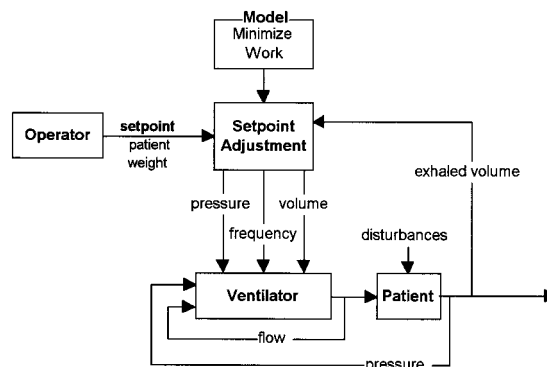 Model
Minimize
Work
Operator
setpoint
patient
weight
Setpoint
Adjustment
exhaled volume
pressure
volume
frequency
disturbances
Ventilator
Patient
flow
pressure